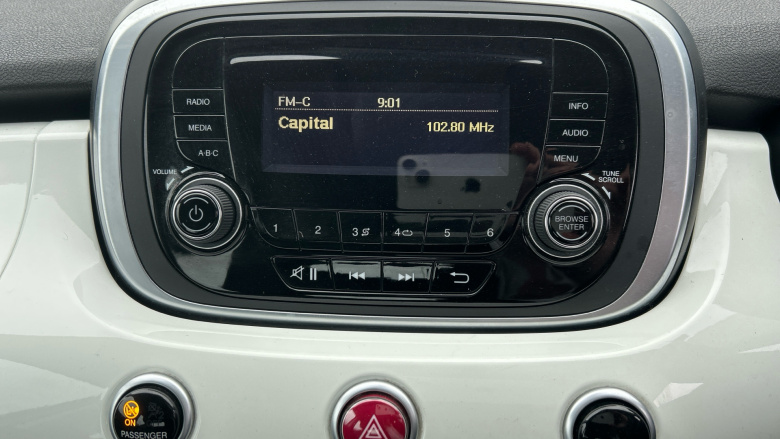 FM-C 9:01
Capital 102.80 MHz
RADIO
MEDIA
A-B-C
VOLUME
INFO
AUDIO
MENU
TUNE
SCROLL
BROWSE
ENTER
1 2 3 4 5 6
ON
PASSENGER